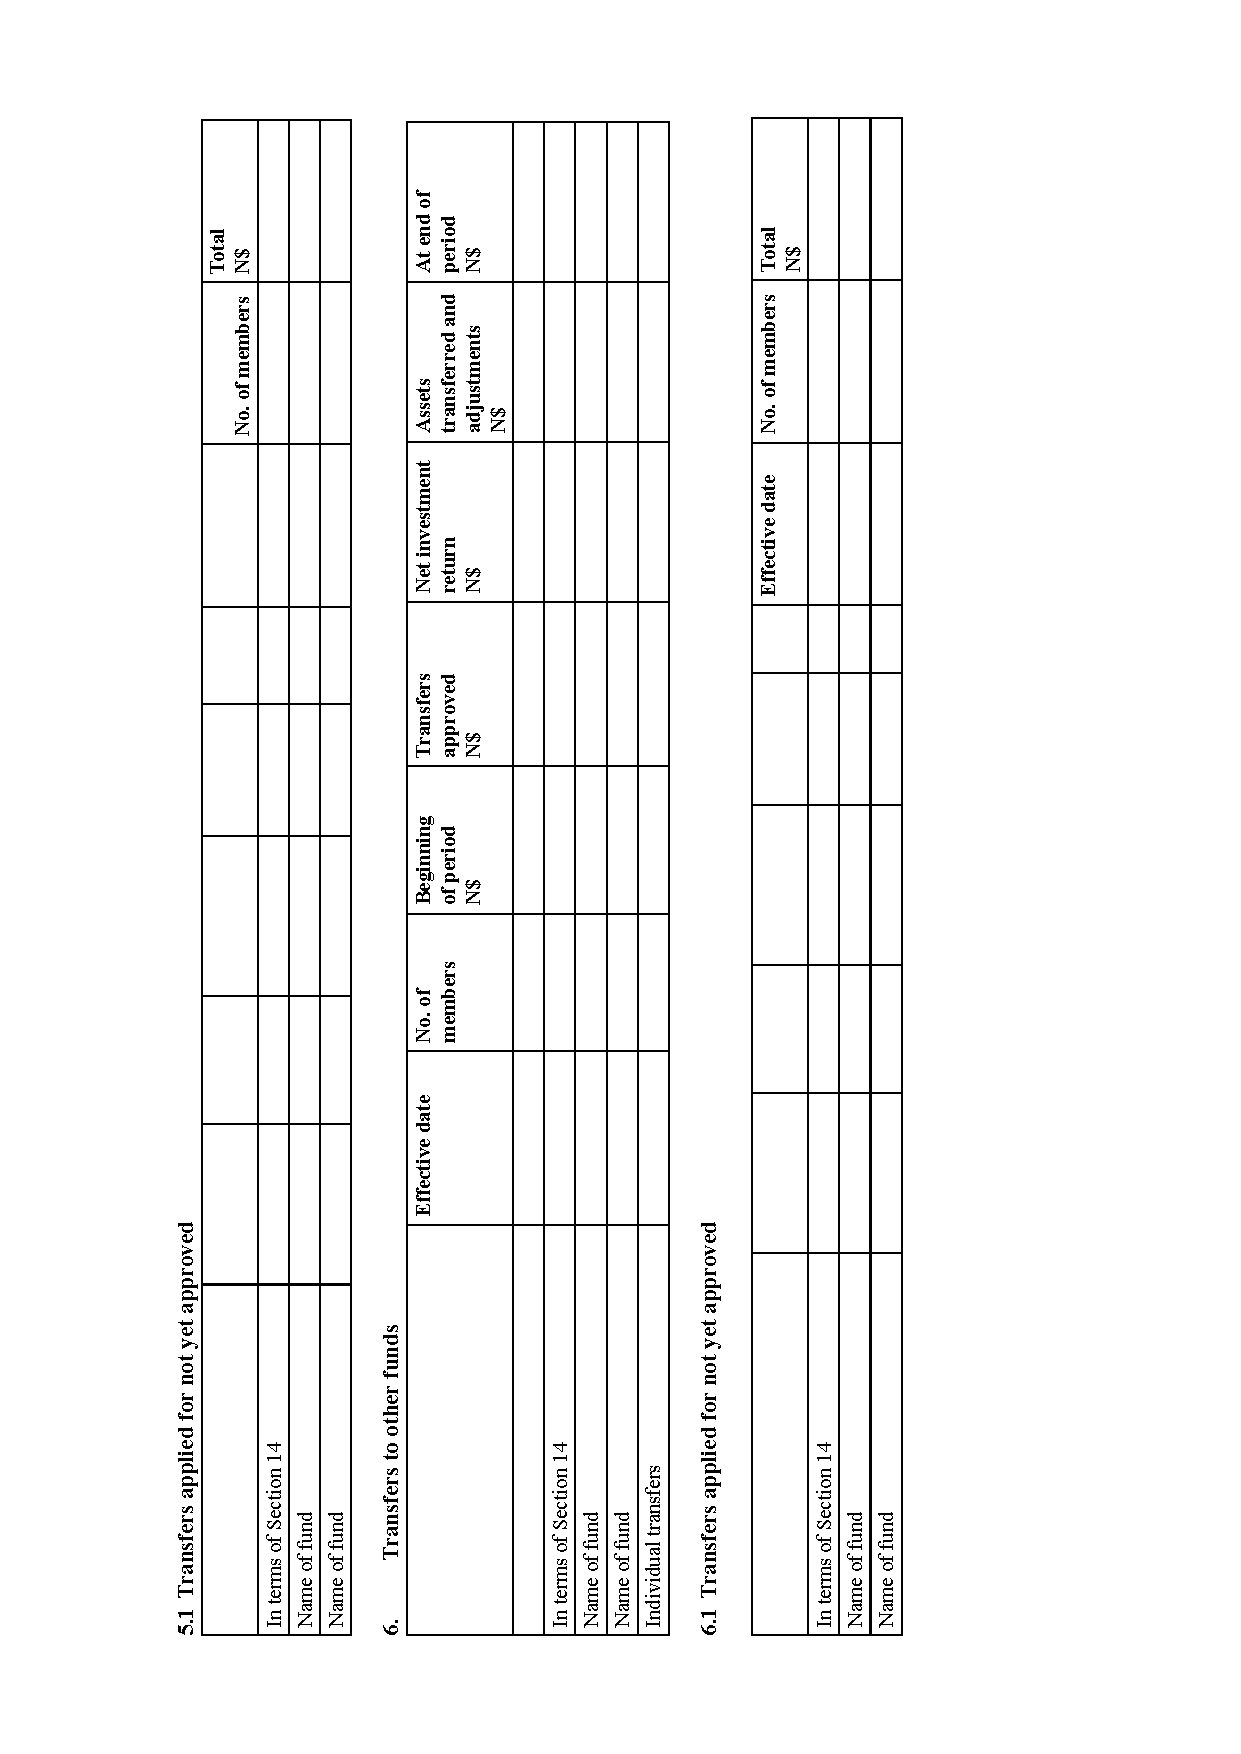 5.1 Transfers applied for not yet approved
No. of members
Total
N$
In terms of Section 14
Name of fund
Name of fund
6. Transfers to other funds
Effective date
No. of
members
Beginning
of period
N$
Transfers
approved
N$
Net investment
return
N$
Assets
transferred and
adjustments
N$
At end of
period
N$
In terms of Section 14
Name of fund
Name of fund
Individual transfers
6.1 Transfers applied for not yet approved
Effective date
No. of members
Total
N$
In terms of Section 14
Name of fund
Name of fund